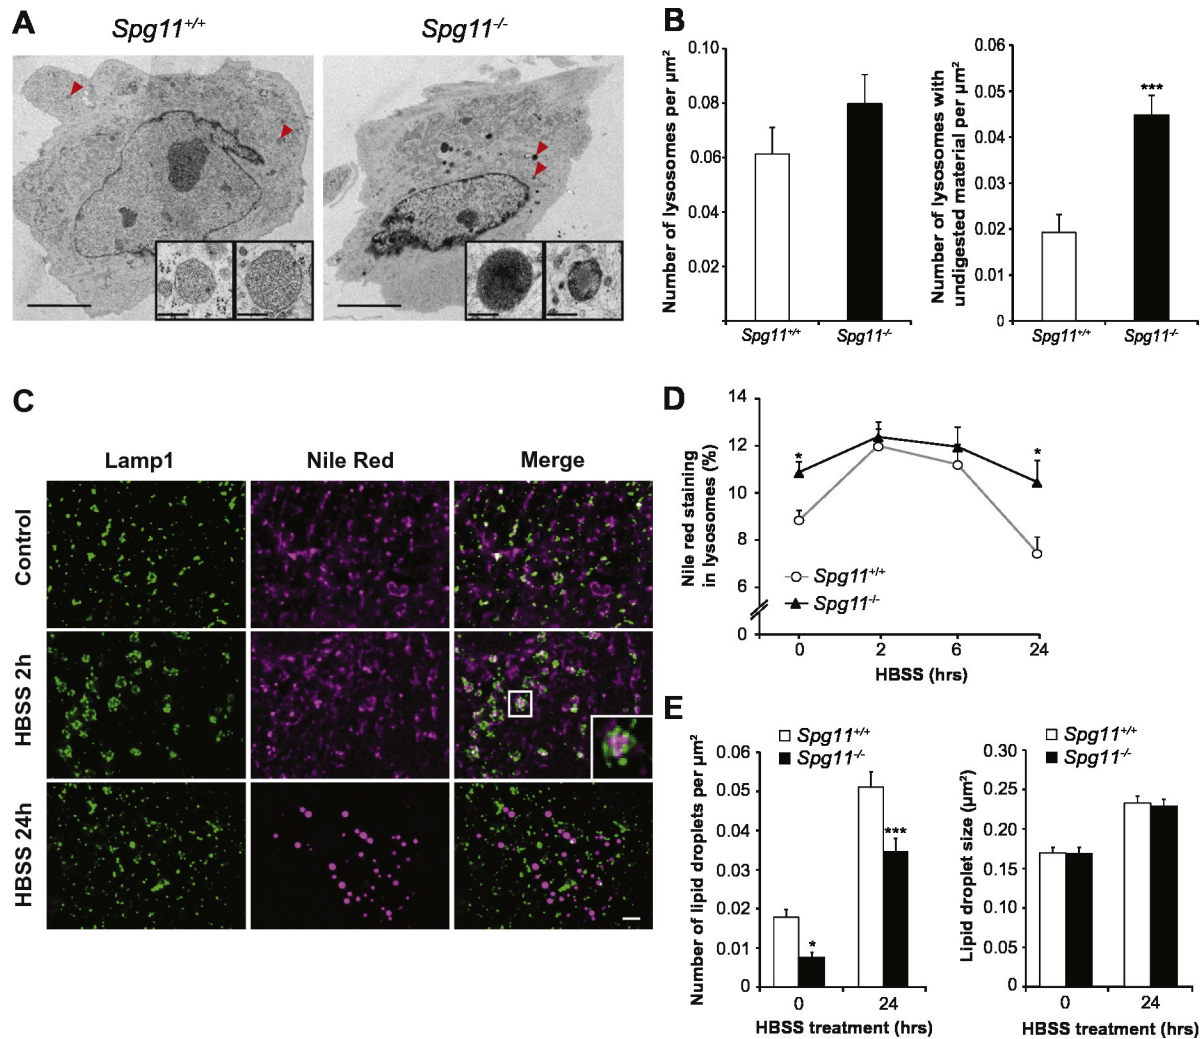 A
Spg11+/+
Spg11-/-
B
Number of lysosomes per µm²
0.10
0.08
0.06
0.04
0.02
Spg11+/+
Spg11-/-
Number of lysosomes with
undigested material per µm²
0.06
0.05
0.04
0.03
0.02
0.01
0
***
Spg11+/+
Spg11-/-
C
Lamp1
Nile Red
Merge
Control
HBSS 2h
HBSS 24h
D
Nile red staining
in lysosomes (%)
14
12
10
8
6
0
*
*
Spg11+/+
Spg11-/-
0
2
6
24
HBSS (hrs)
E
Spg11+/+
Spg11-/-
Number of lipid droplets per µm²
0.06
0.05
0.04
0.03
0.02
0.01
0
*
***
0
24
HBSS treatment (hrs)
Spg11+/+
Spg11-/-
Lipid droplet size (µm²)
0.30
0.25
0.20
0.15
0.10
0.05
0
0
24
HBSS treatment (hrs)